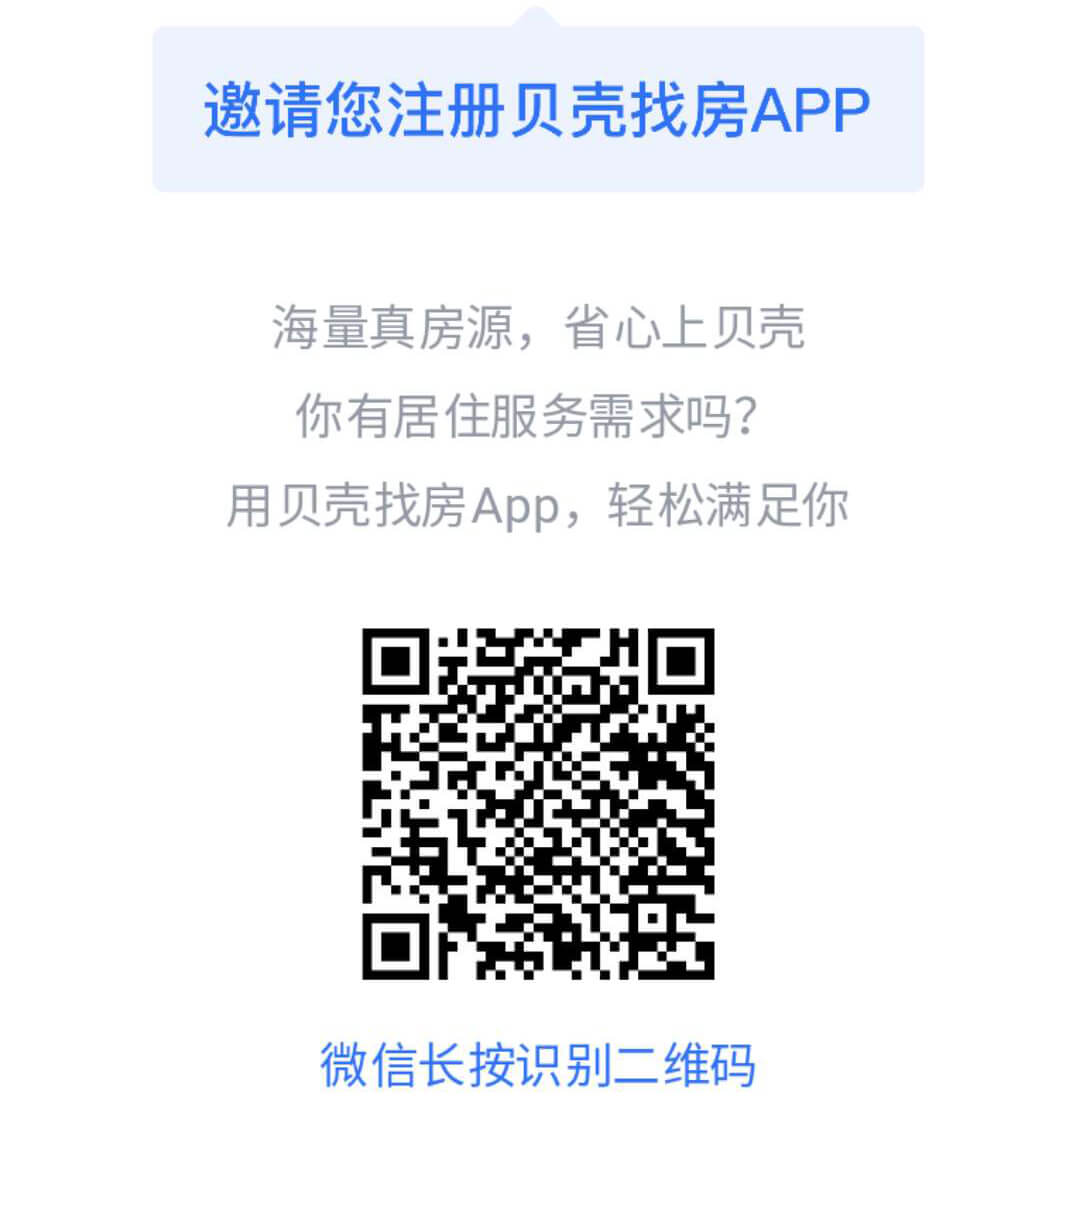 邀请您注册贝壳找房APP
海量真房源，省心上贝壳
你有居住服务需求吗？
用贝壳找房App，轻松满足你
微信长按识别二维码